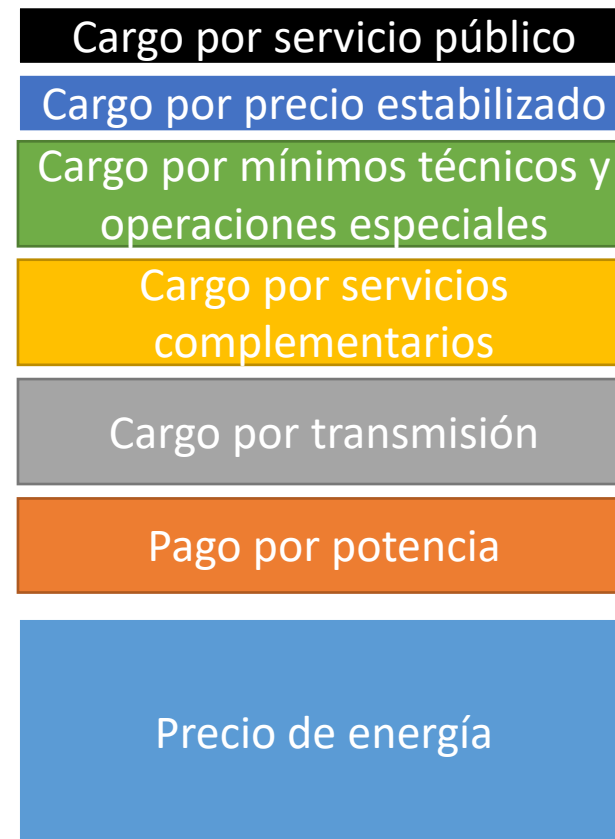 Cargo por servicio público
Cargo por precio estabilizado
Cargo por mínimos técnicos y
operaciones especiales
Cargo por servicios
complementarios
Cargo por transmisión
Pago por potencia
Precio de energía